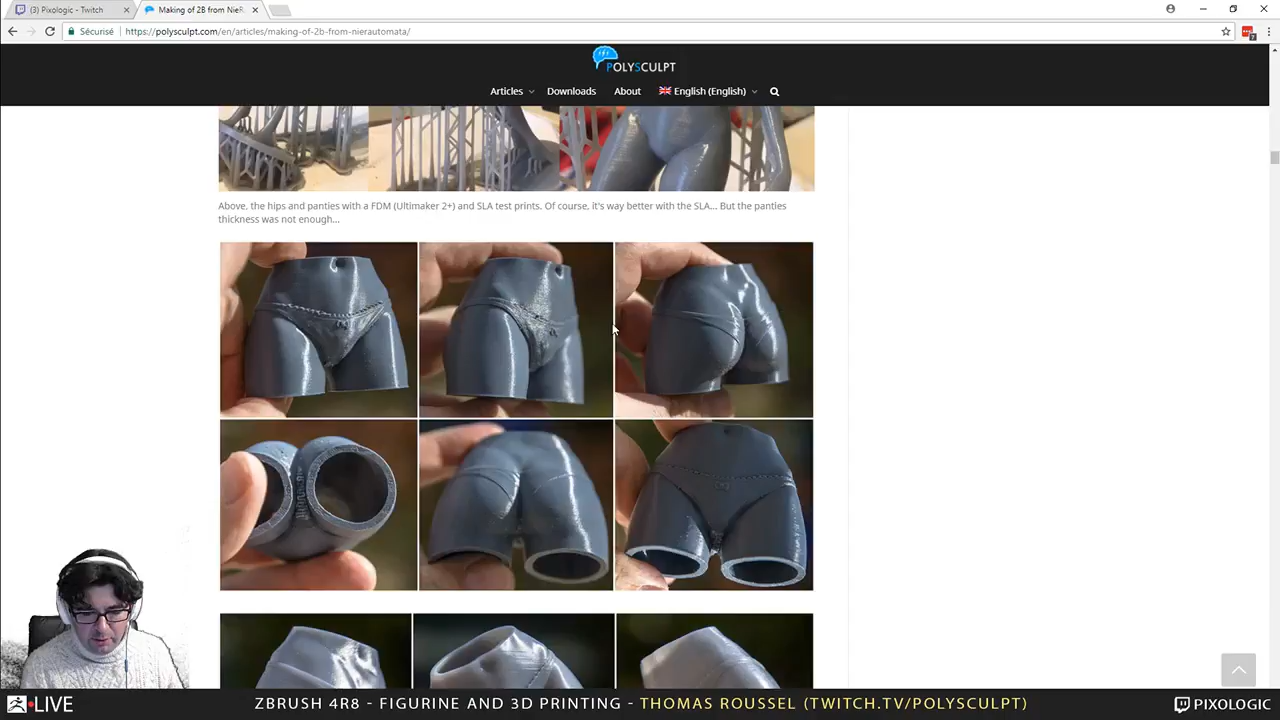 (3) Pixologic - Twitch
Making of 2B from NieR
Sécurisé
https://polysculpt.com/en/articles/making-of-2b-from-nierautomata/
POLYSCULPT
Articles
Downloads
About
English (English)
Above, the hips and panties with a FDM (Ultimaker 2+) and SLA test prints. Of course, it's way better with the SLA... But the panties
thickness was not enough...
LIVE
ZBRUSH 4R8 - FIGURINE AND 3D PRINTING - THOMAS ROUSSEL (TWITCH.TV/POLYSCULPT)
PIXOLOGIC